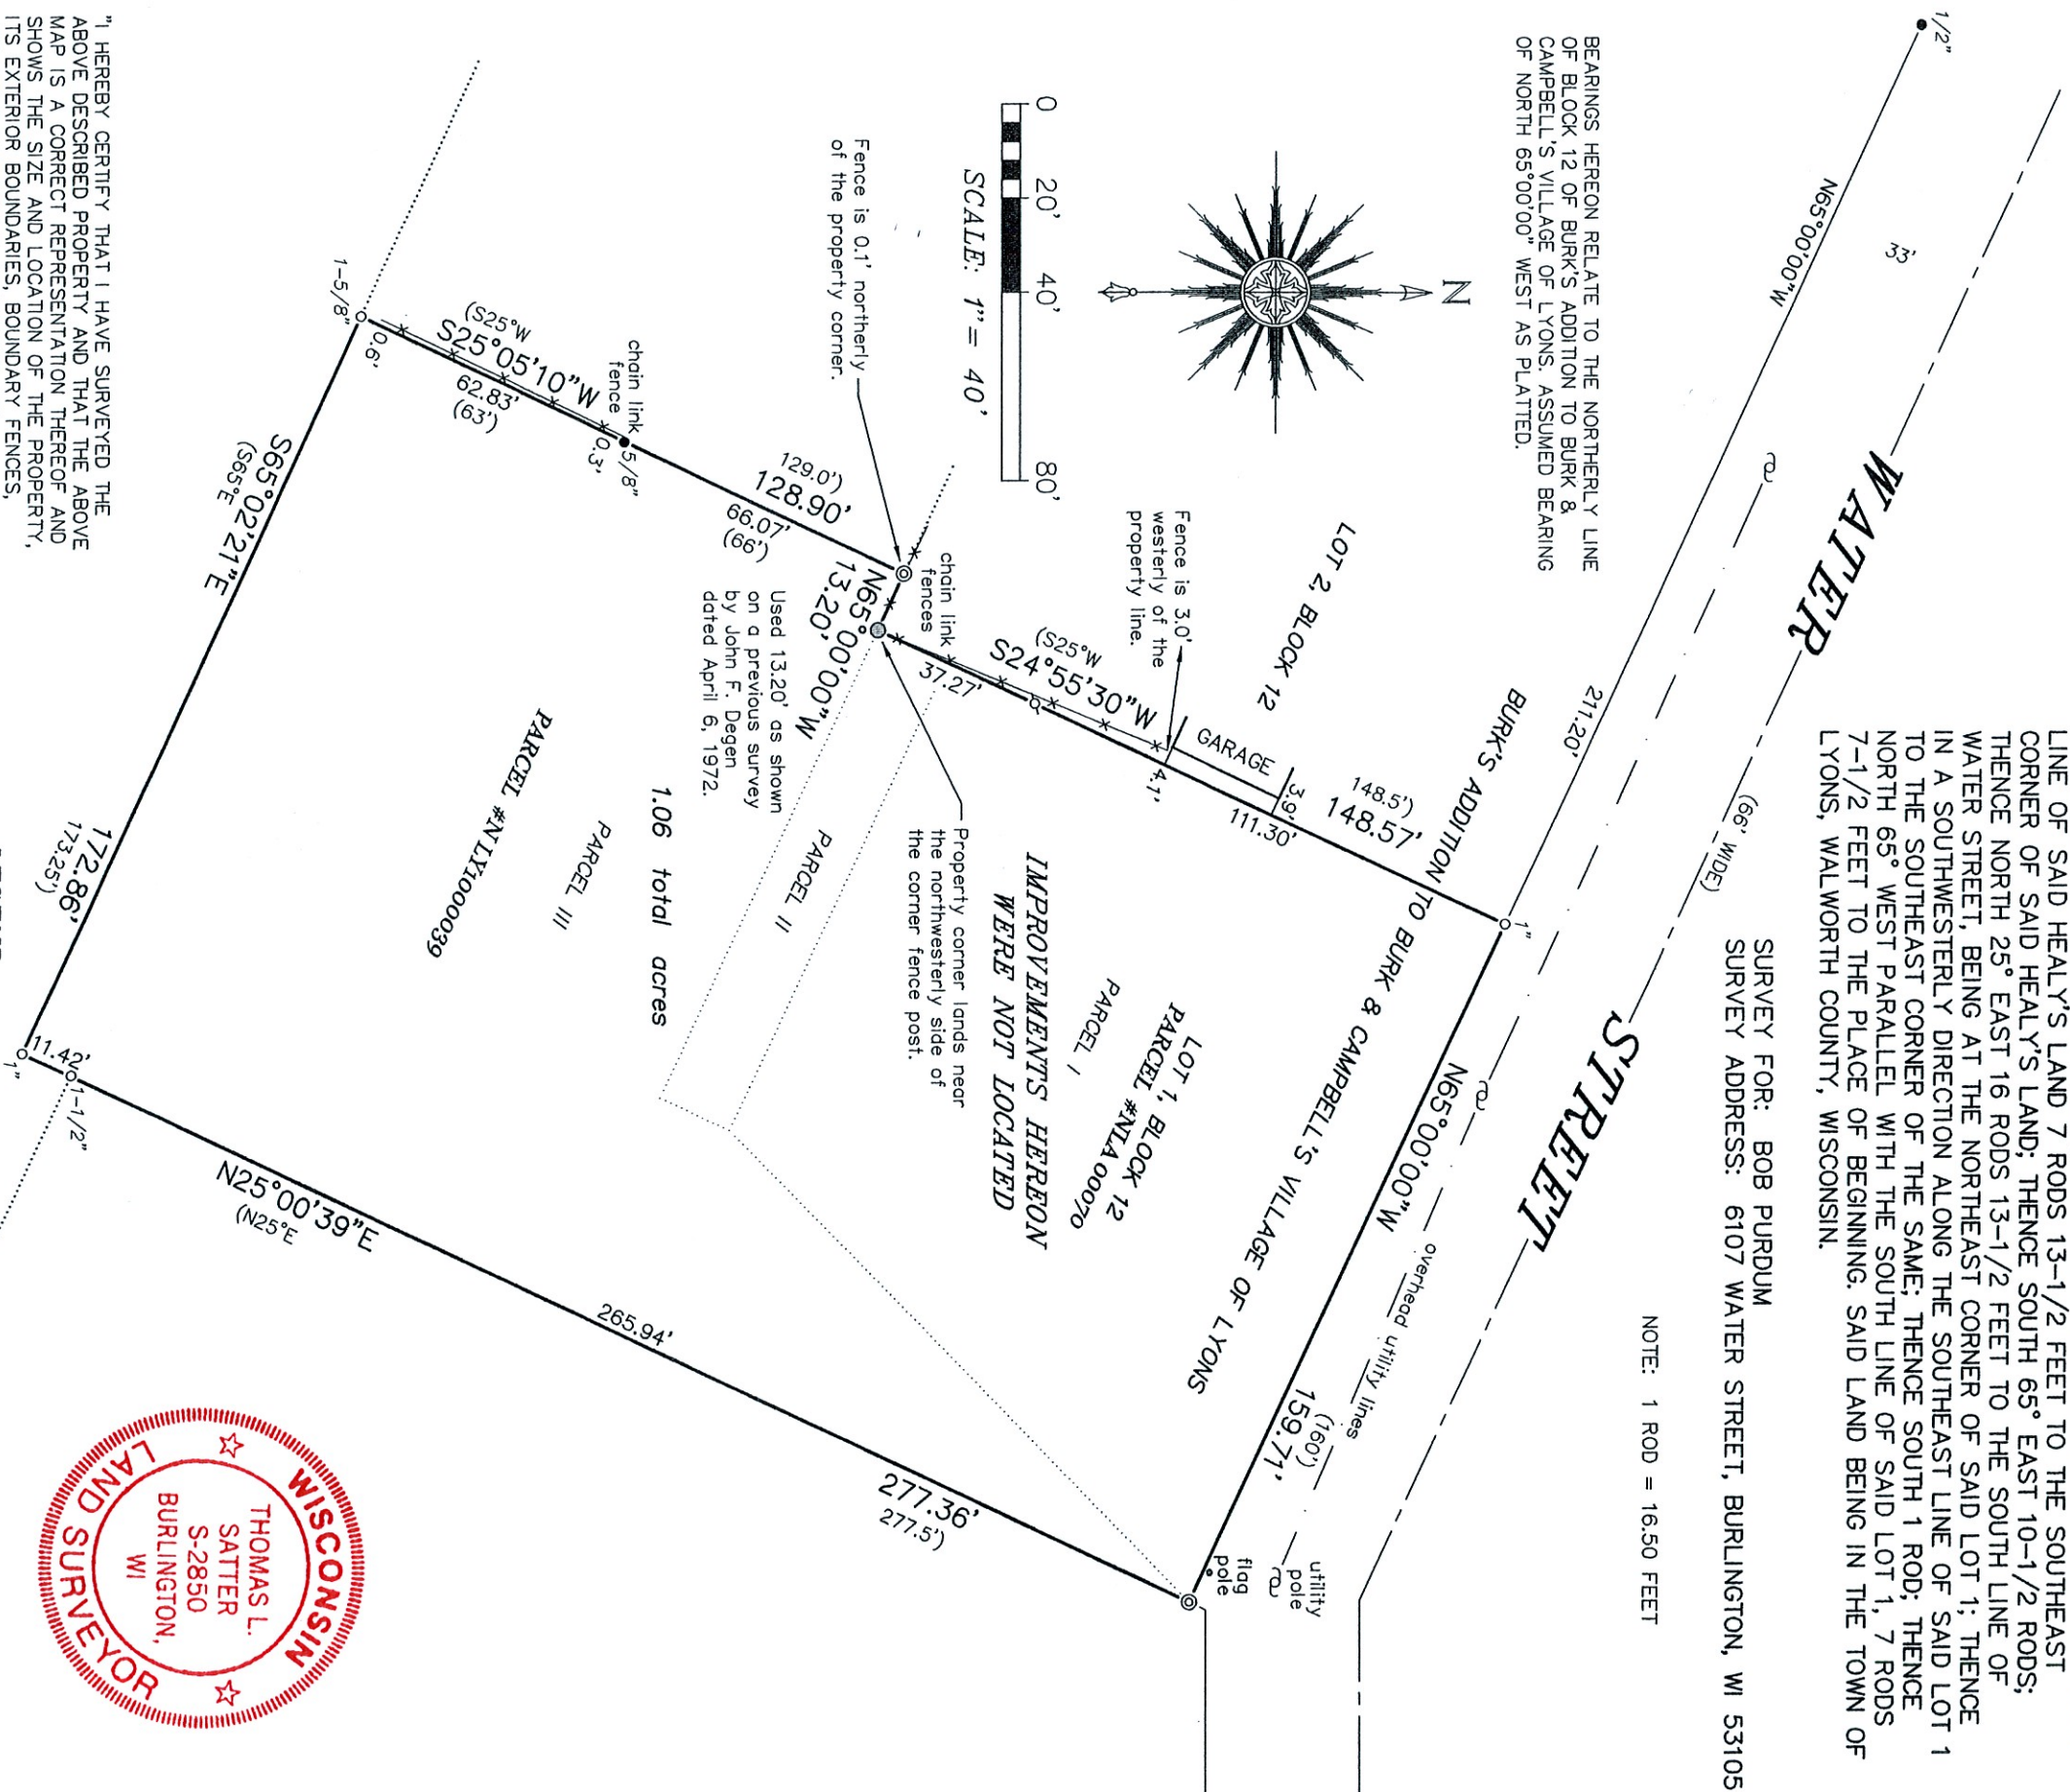 LINE OF SAID HEALY'S LAND 7 RODS 13-1/2 FEET TO THE SOUTHEAST
CORNER OF SAID HEALY'S LAND; THENCE SOUTH 65° EAST 10-1/2 RODS;
THENCE NORTH 25° EAST 16 RODS 13-1/2 FEET TO THE SOUTH LINE OF
WATER STREET, BEING AT THE NORTHEAST CORNER OF SAID LOT 1; THENCE
IN A SOUTHWESTERLY DIRECTION ALONG THE SOUTHEAST LINE OF SAID LOT 1
TO THE SOUTHEAST CORNER OF THE SAME; THENCE SOUTH 1 ROD; THENCE
NORTH 65° WEST PARALLEL WITH THE SOUTH LINE OF SAID LOT 1, 7 RODS
7-1/2 FEET TO THE PLACE OF BEGINNING. SAID LAND BEING IN THE TOWN OF
LYONS, WALWORTH COUNTY, WISCONSIN.
SURVEY FOR: BOB PURDUM
SURVEY ADDRESS: 6107 WATER STREET, BURLINGTON, WI 53105
NOTE: 1 ROD = 16.50 FEET
1/2"
N65°00'00"W
33'
211.20'
WATER STREET
(66' WIDE)
BEARINGS HEREON RELATE TO THE NORTHERLY LINE
OF BLOCK 12 OF BURK'S ADDITION TO BURK &
CAMPBELL'S VILLAGE OF LYONS. ASSUMED BEARING
OF NORTH 65°00'00" WEST AS PLATTED.
N
0 20' 40' 80'
SCALE: 1" = 40'
LOT 2, BLOCK 12
BURK'S ADDITION TO BURK & CAMPBELL'S VILLAGE OF LYONS
1"
N65°00'00"W
overhead utility lines
(160')
159.71'
utility
pole
flag
pole
Fence is 3.0'
westerly of the
property line.
GARAGE
3.9'
4.1'
148.5')
148.57'
111.30'
(S25°W
S24°55'30"W
37.27'
chain link
fences
LOT 1, BLOCK 12
PARCEL #NLA 00070
PARCEL I
IMPROVEMENTS HEREON
WERE NOT LOCATED
Property corner lands near
the northwesterly side of
the corner fence post.
Fence is 0.1' northerly
of the property corner.
N65°00'00"W
13.20'
Used 13.20' as shown
on a previous survey
by John F. Degen
dated April 6, 1972.
PARCEL II
1.06 total acres
PARCEL III
PARCEL #N LY1000039
129.0')
128.90'
66.07'
(66')
5/8"
0.3'
chain link
fence
(S25°W
S25°05'10"W
62.83'
(63')
0.6'
1-5/8"
S65°02'21"E
(S65°E
172.86'
173.25')
11.42'
1-1/2"
1"
N25°00'39"E
(N25°E
265.94'
277.36'
277.5')
"I HEREBY CERTIFY THAT I HAVE SURVEYED THE
ABOVE DESCRIBED PROPERTY AND THAT THE ABOVE
MAP IS A CORRECT REPRESENTATION THEREOF AND
SHOWS THE SIZE AND LOCATION OF THE PROPERTY,
ITS EXTERIOR BOUNDARIES, BOUNDARY FENCES,
WISCONSIN
THOMAS L.
SATTER
S-2850
BURLINGTON,
WI
LAND SURVEYOR